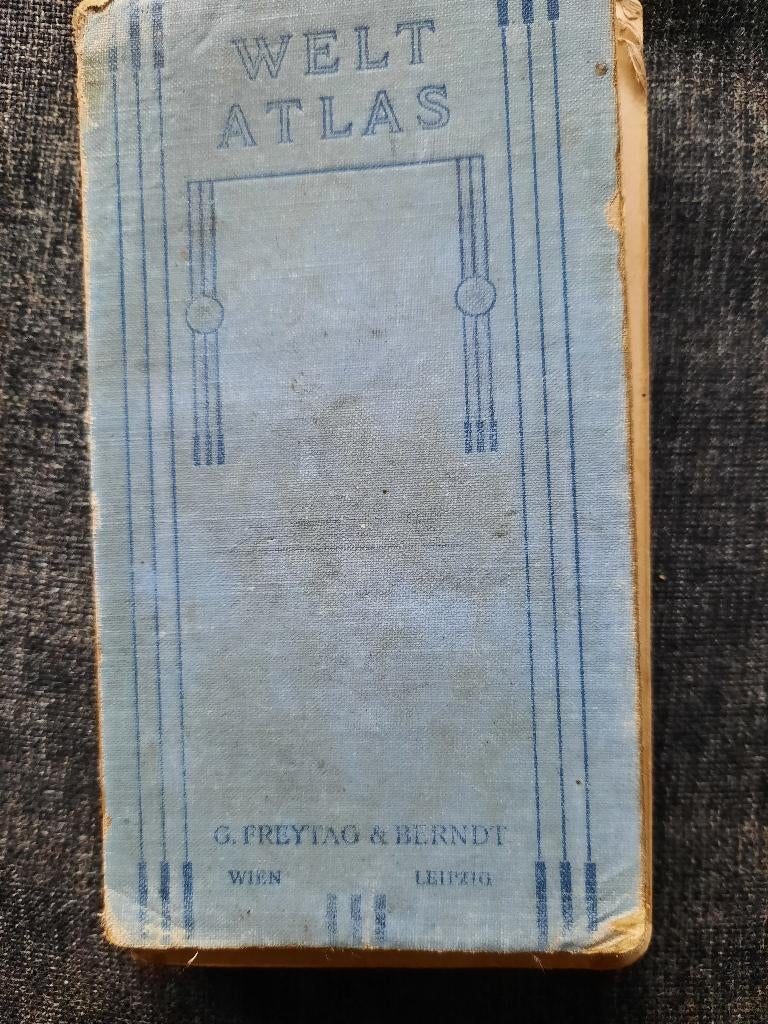 WELT
ATLAS
G. FREYTAG & BERNDT
WIEN LEIPZIG